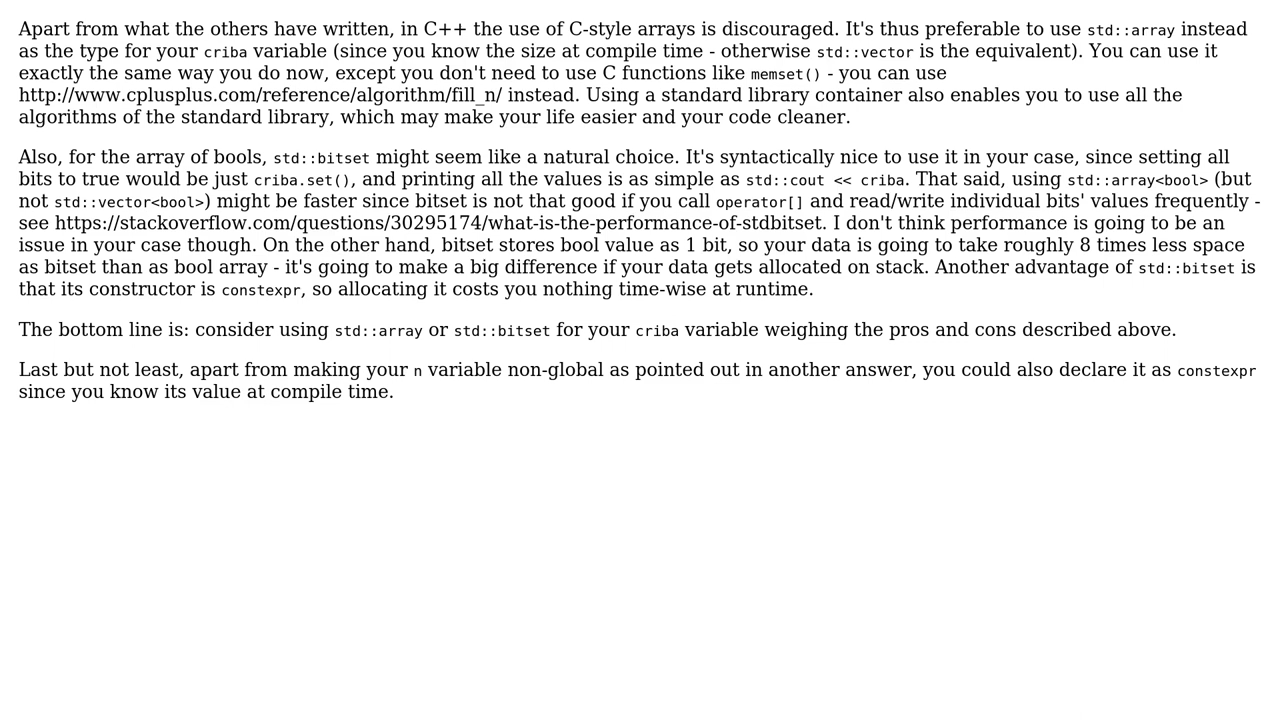 Apart from what the others have written, in C++ the use of C-style arrays is discouraged. It's thus preferable to use std::array instead
as the type for your criba variable (since you know the size at compile time - otherwise std::vector is the equivalent). You can use it
exactly the same way you do now, except you don't need to use C functions like memset() - you can use
http://www.cplusplus.com/reference/algorithm/fill_n/ instead. Using a standard library container also enables you to use all the
algorithms of the standard library, which may make your life easier and your code cleaner.
Also, for the array of bools, std::bitset might seem like a natural choice. It's syntactically nice to use it in your case, since setting all
bits to true would be just criba.set(), and printing all the values is as simple as std::cout << criba. That said, using std::array<bool> (but
not std::vector<bool>) might be faster since bitset is not that good if you call operator[] and read/write individual bits' values frequently -
see https://stackoverflow.com/questions/30295174/what-is-the-performance-of-stdbitset. I don't think performance is going to be an
issue in your case though. On the other hand, bitset stores bool value as 1 bit, so your data is going to take roughly 8 times less space
as bitset than as bool array - it's going to make a big difference if your data gets allocated on stack. Another advantage of std::bitset is
that its constructor is constexpr, so allocating it costs you nothing time-wise at runtime.
The bottom line is: consider using std::array or std::bitset for your criba variable weighing the pros and cons described above.
Last but not least, apart from making your n variable non-global as pointed out in another answer, you could also declare it as constexpr
since you know its value at compile time.